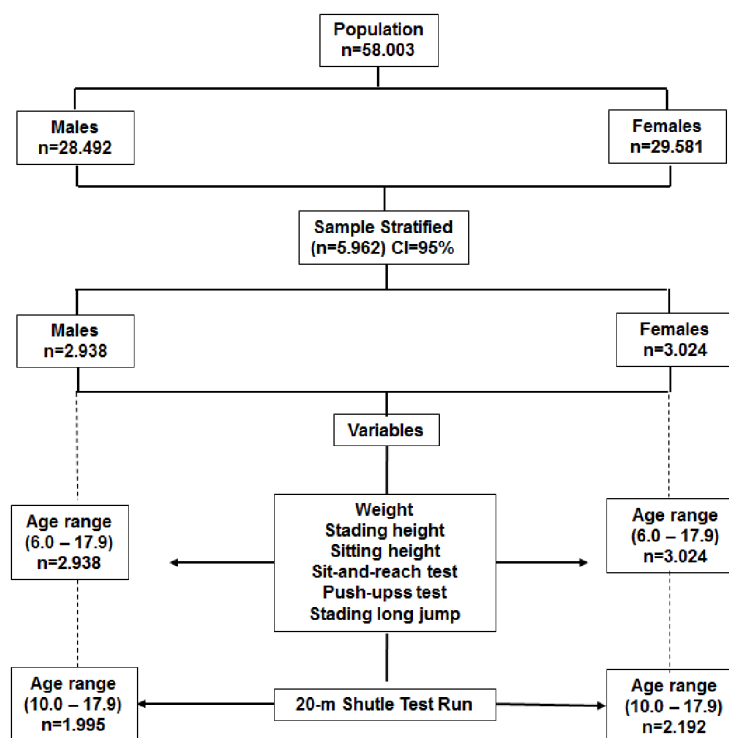 Population
n=58.003
Males
n=28.492
Females
n=29.581
Sample Stratified
(n=5.962) CI=95%
Males
n=2.938
Females
n=3.024
Variables
Age range
(6.0 – 17.9)
n=2.938
Weight
Stading height
Sitting height
Sit-and-reach test
Push-upss test
Stading long jump
Age range
(6.0 – 17.9)
n=3.024
Age range
(10.0 – 17.9)
n=1.995
20-m Shutle Test Run
Age range
(10.0 – 17.9)
n=2.192